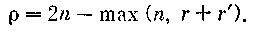 ρ = 2n − max (n, r + r′).